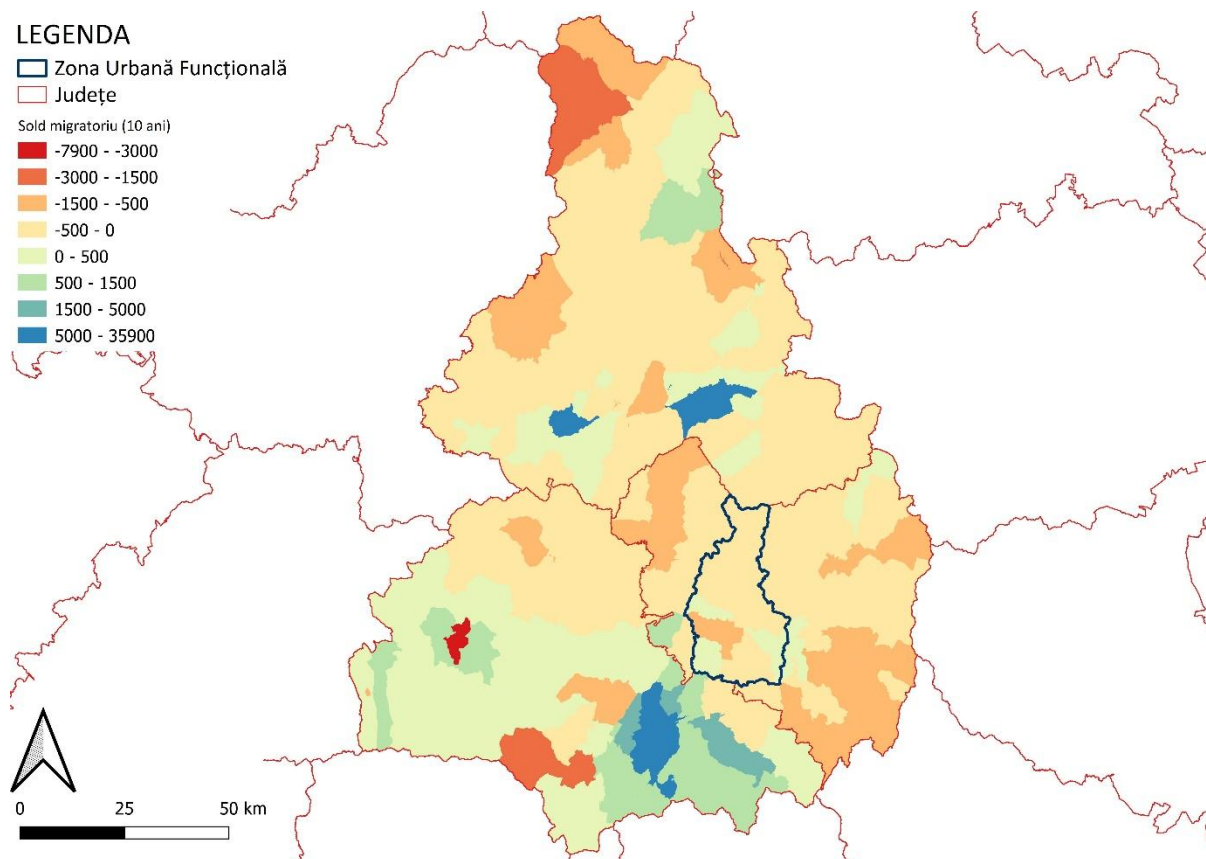 LEGENDA
Zona Urbană Funcțională
Județe
Sold migratoriu (10 ani)
-7900 - -3000
-3000 - -1500
-1500 - -500
-500 - 0
0 - 500
500 - 1500
1500 - 5000
5000 - 35900
0 25 50 km